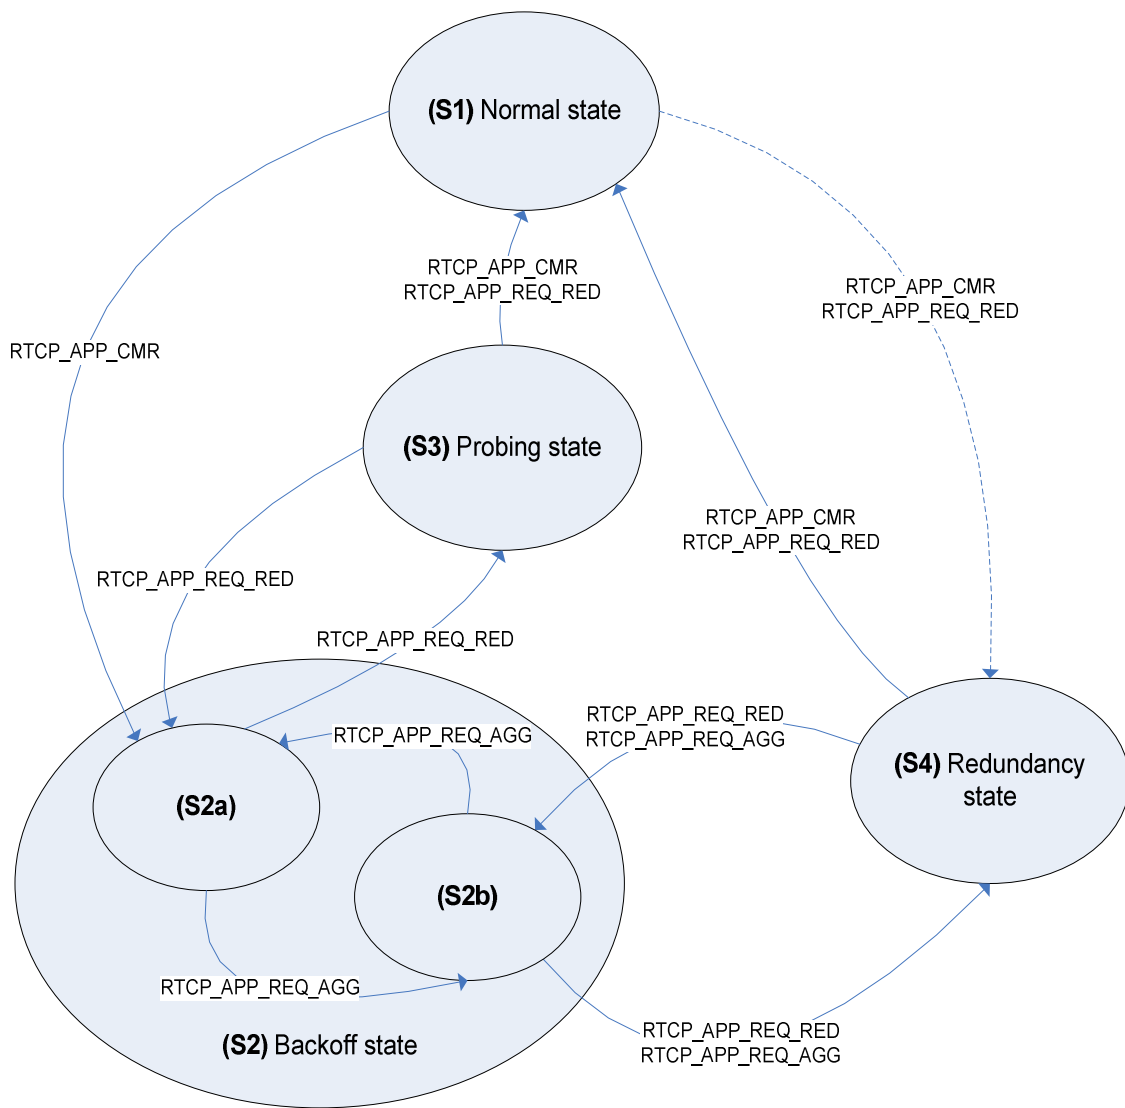 (S1) Normal state
RTCP_APP_CMR
RTCP_APP_REQ_RED
RTCP_APP_CMR
RTCP_APP_REQ_RED
RTCP_APP_CMR
(S3) Probing state
RTCP_APP_CMR
RTCP_APP_REQ_RED
RTCP_APP_REQ_RED
RTCP_APP_REQ_RED
RTCP_APP_REQ_RED
RTCP_APP_REQ_AGG
RTCP_APP_REQ_AGG
(S4) Redundancy
state
(S2a)
(S2b)
RTCP_APP_REQ_AGG
(S2) Backoff state
RTCP_APP_REQ_RED
RTCP_APP_REQ_AGG